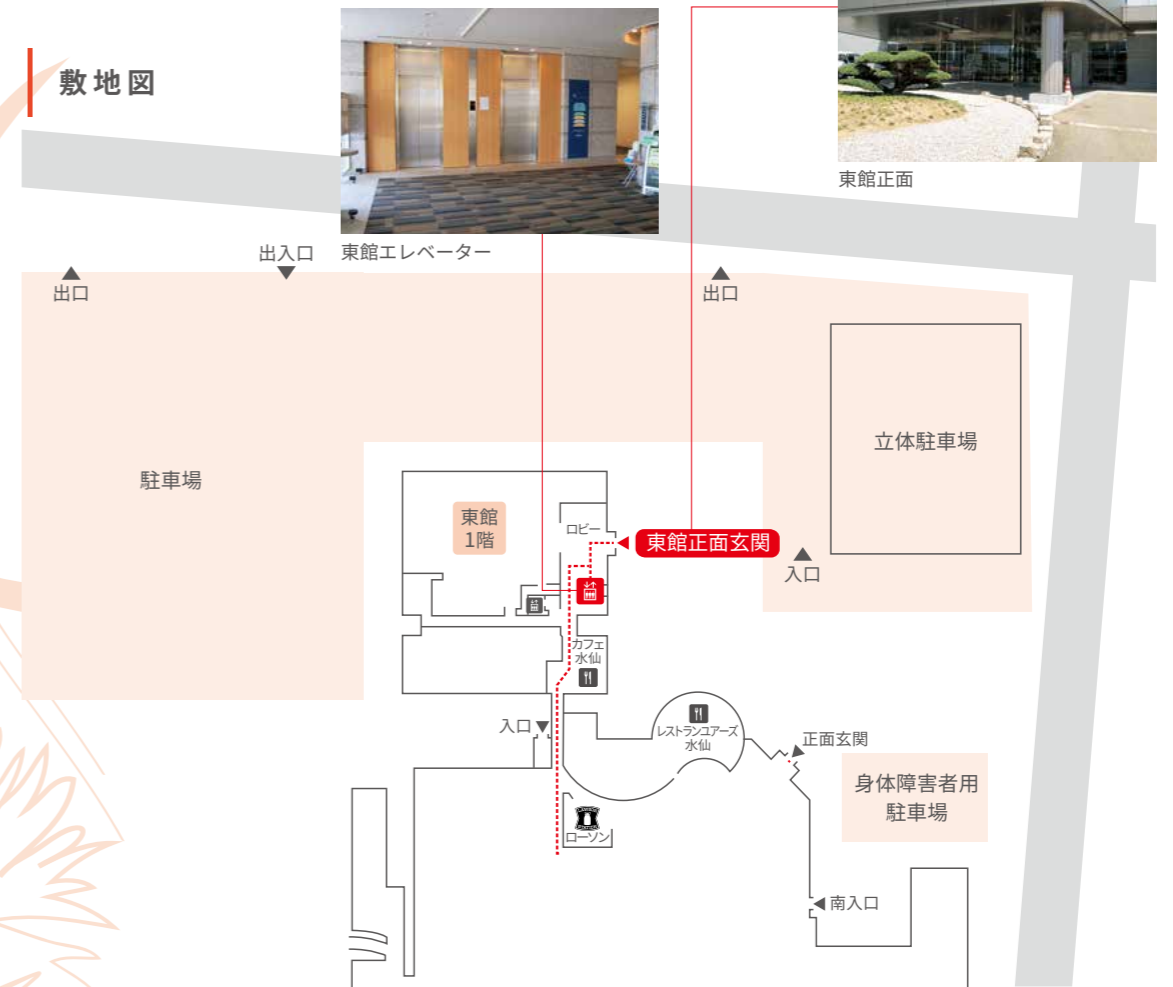 敷地図
東館正面
東館エレベーター
出入口
出口
出口
立体駐車場
駐車場
東館
1階
ロビー
東館正面玄関
入口
カフェ
水仙
入口
レストランユアーズ
水仙
正面玄関
身体障害者用
駐車場
ローソン
南入口